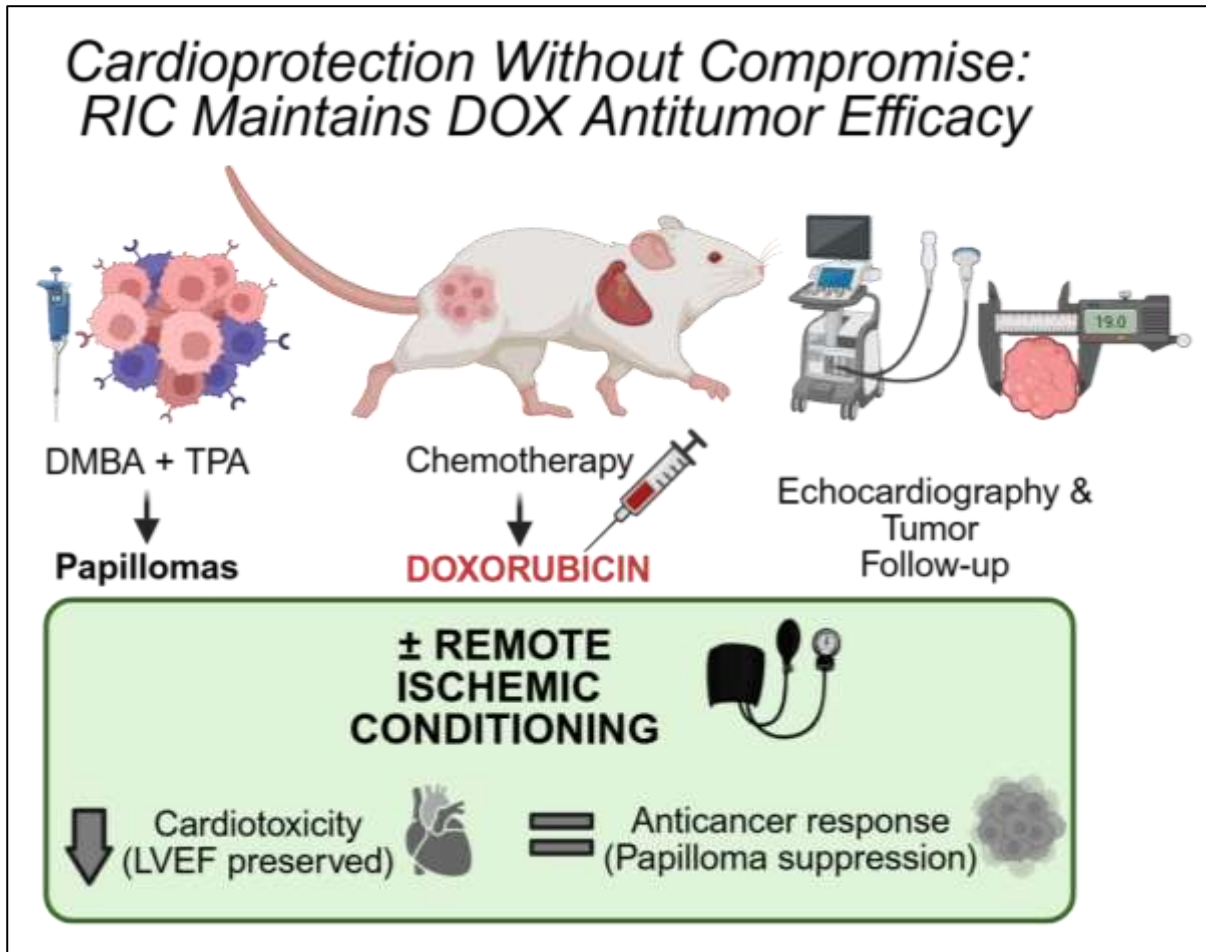 Cardioprotection Without Compromise:
RIC Maintains DOX Antitumor Efficacy
19.0
DMBA + TPA
Papillomas
Chemotherapy
DOXORUBICIN
Echocardiography &
Tumor
Follow-up
± REMOTE
ISCHEMIC
CONDITIONING
Cardiotoxicity
(LVEF preserved)
Anticancer response
(Papilloma suppression)